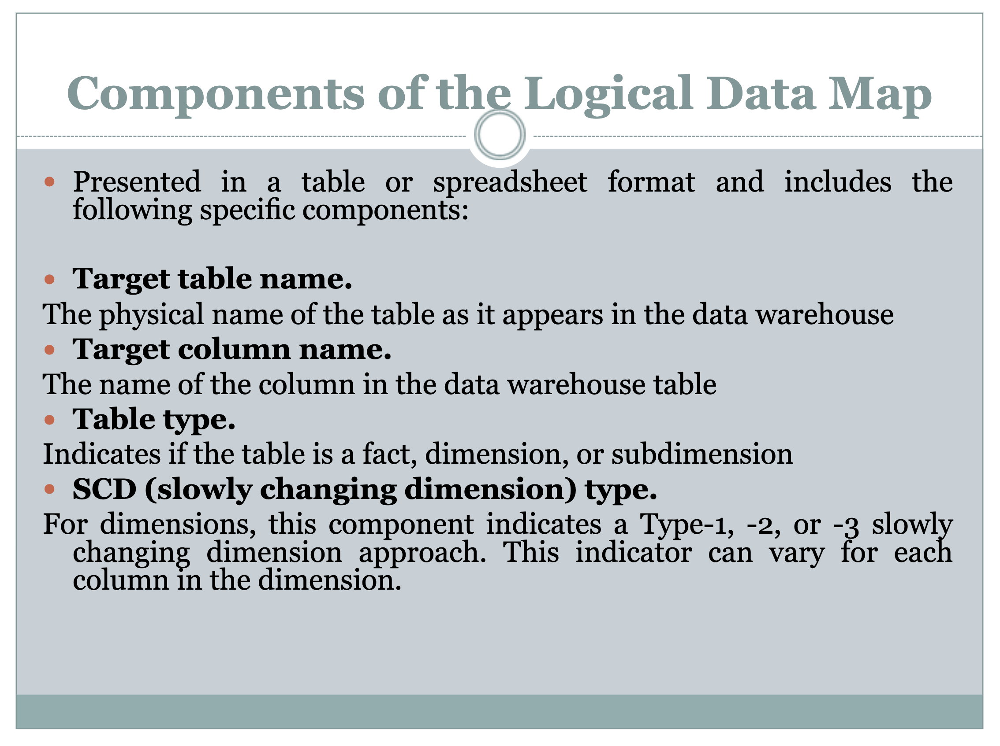 Components of the Logical Data Map
• Presented in a table or spreadsheet format and includes the
following specific components:
• Target table name.
The physical name of the table as it appears in the data warehouse
• Target column name.
The name of the column in the data warehouse table
• Table type.
Indicates if the table is a fact, dimension, or subdimension
• SCD (slowly changing dimension) type.
For dimensions, this component indicates a Type-1, -2, or -3 slowly
changing dimension approach. This indicator can vary for each
column in the dimension.